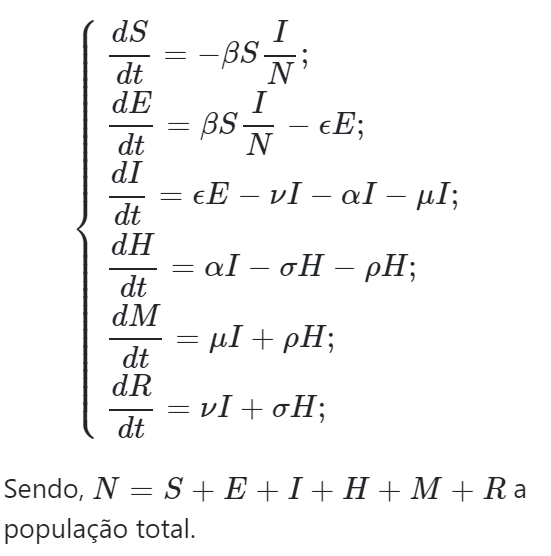 dS/dt = −βS I/N;
dE/dt = βS I/N − ϵE;
dI/dt = ϵE − νI − αI − μI;
dH/dt = αI − σH − ρH;
dM/dt = μI + ρH;
dR/dt = νI + σH;
Sendo, N = S + E + I + H + M + R a
população total.